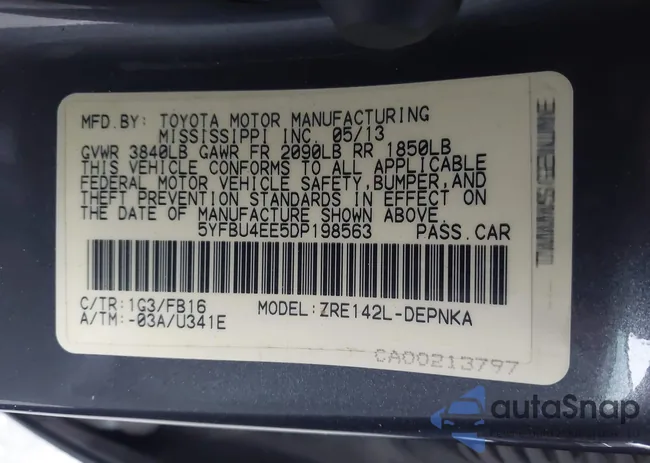 MFD.BY: TOYOTA MOTOR MANUFACTURING
MISSISSIPPI INC. 05/13
GVWR 3840LB GAWR FR 2090LB RR 1850LB
THIS VEHICLE CONFORMS TO ALL APPLICABLE
FEDERAL MOTOR VEHICLE SAFETY,BUMPER,AND
THEFT PREVENTION STANDARDS IN EFFECT ON
THE DATE OF MANUFACTURE SHOWN ABOVE.
5YFBU4EE5DP198563 PASS.CAR
C/TR:1G3/FB16 MODEL:ZRE142L-DEPNKA
A/TM:-03A/U341E
CA00213797
autoSnap